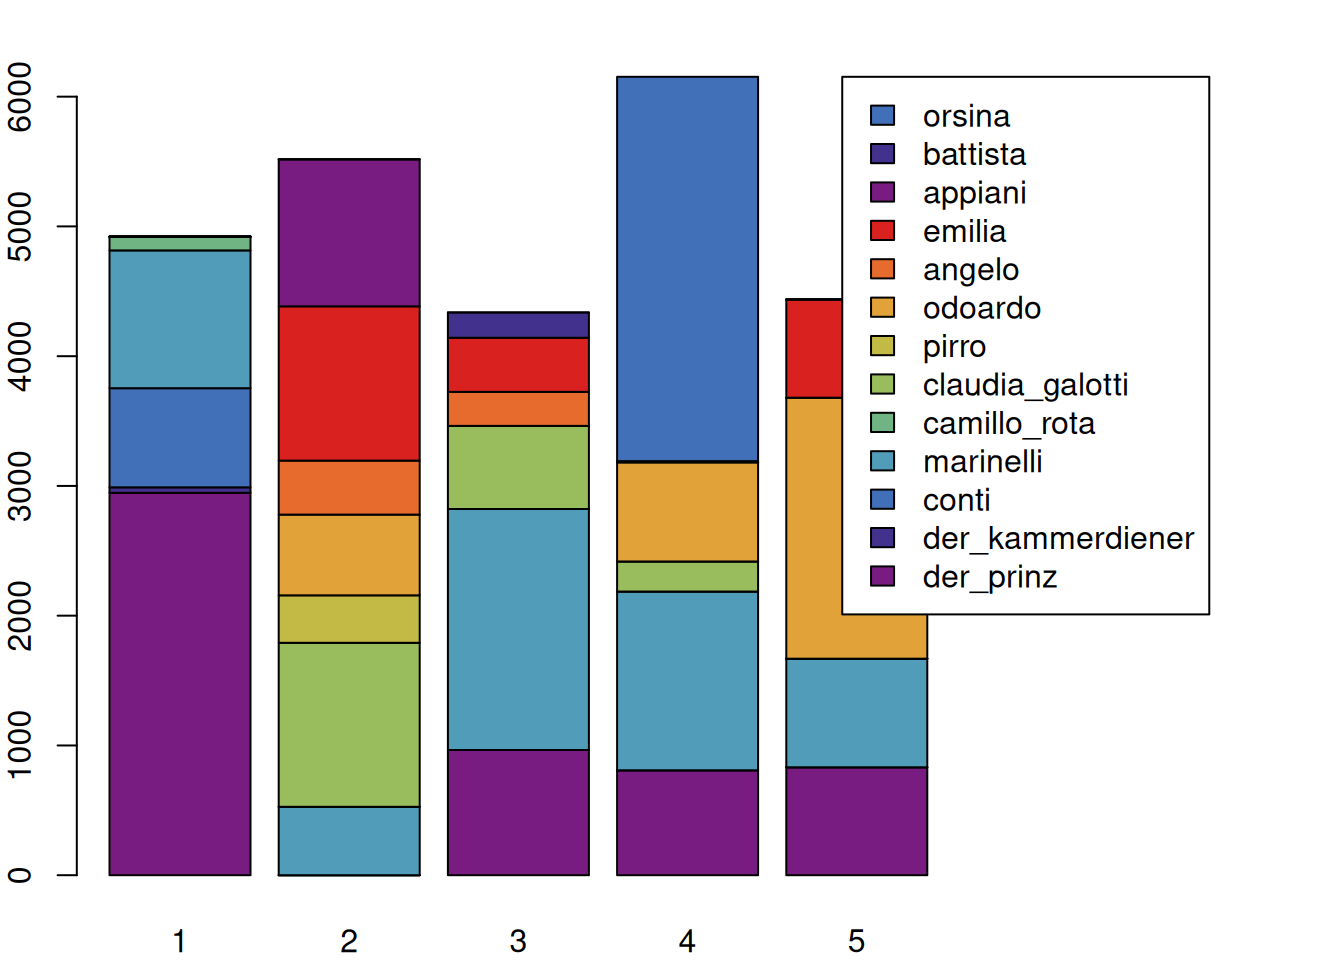 6000
5000
4000
3000
2000
1000
0
1 2 3 4 5
orsina
battista
appiani
emilia
angelo
odoardo
pirro
claudia_galotti
camillo_rota
marinelli
conti
der_kammerdiener
der_prinz